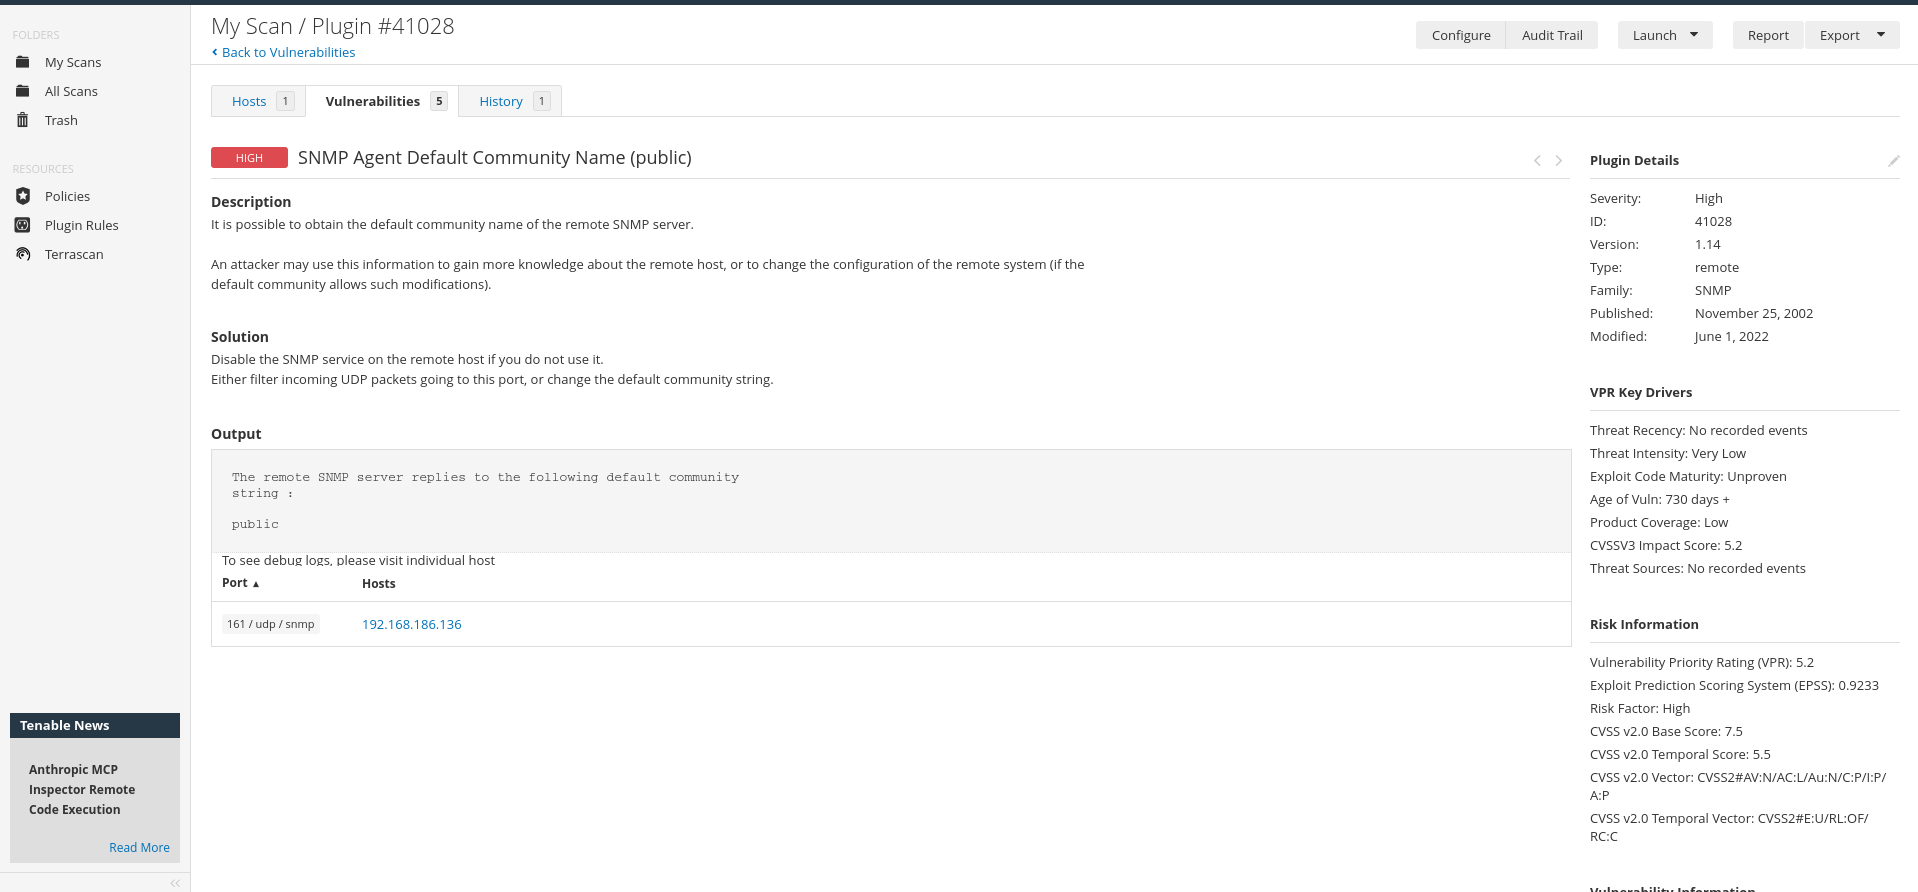 My Scan / Plugin #41028
Back to Vulnerabilities
Configure
Audit Trail
Launch
Report
Export
FOLDERS
My Scans
All Scans
Trash
RESOURCES
Policies
Plugin Rules
Terrascan
Tenable News
Anthropic MCP
Inspector Remote
Code Execution
Read More
Hosts 1
Vulnerabilities 5
History 1
HIGH
SNMP Agent Default Community Name (public)
Description
It is possible to obtain the default community name of the remote SNMP server.
An attacker may use this information to gain more knowledge about the remote host, or to change the configuration of the remote system (if the
default community allows such modifications).
Solution
Disable the SNMP service on the remote host if you do not use it.
Either filter incoming UDP packets going to this port, or change the default community string.
Output
The remote SNMP server replies to the following default community
string :
public
To see debug logs, please visit individual host
Port ▲ Hosts
161 / udp / snmp 192.168.186.136
Plugin Details
Severity: High
ID: 41028
Version: 1.14
Type: remote
Family: SNMP
Published: November 25, 2002
Modified: June 1, 2022
VPR Key Drivers
Threat Recency: No recorded events
Threat Intensity: Very Low
Exploit Code Maturity: Unproven
Age of Vuln: 730 days +
Product Coverage: Low
CVSSV3 Impact Score: 5.2
Threat Sources: No recorded events
Risk Information
Vulnerability Priority Rating (VPR): 5.2
Exploit Prediction Scoring System (EPSS): 0.9233
Risk Factor: High
CVSS v2.0 Base Score: 7.5
CVSS v2.0 Temporal Score: 5.5
CVSS v2.0 Vector: CVSS2#AV:N/AC:L/Au:N/C:P/I:P/
A:P
CVSS v2.0 Temporal Vector: CVSS2#E:U/RL:OF/
RC:C
Vulnerability Information